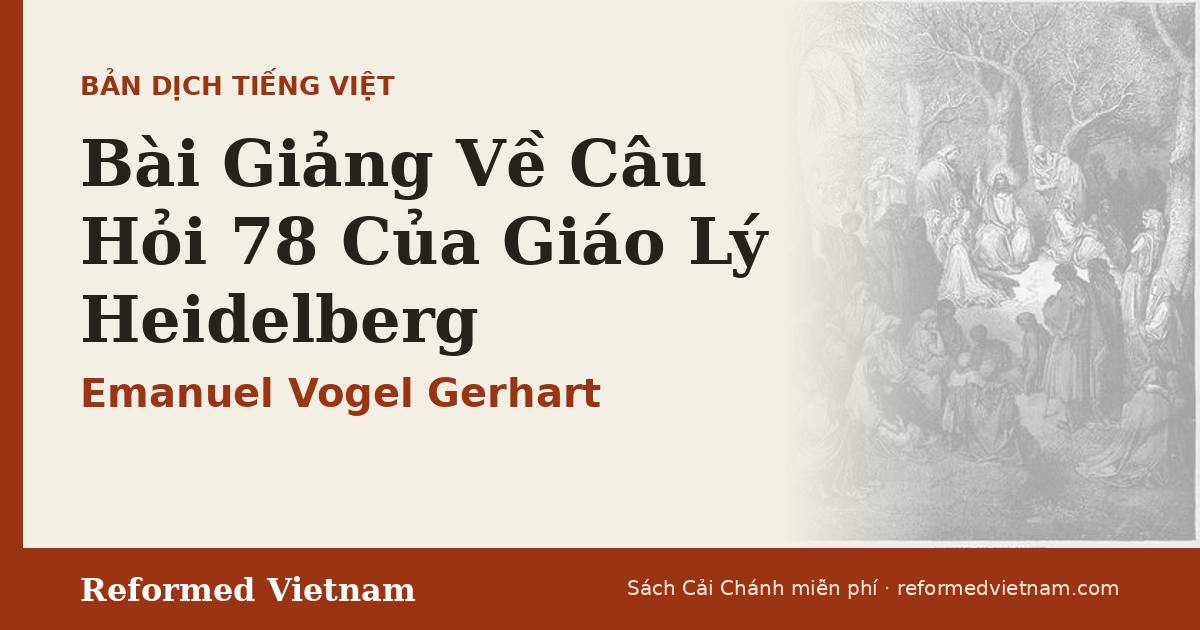 BẢN DỊCH TIẾNG VIỆT
Bài Giảng Về Câu
Hỏi 78 Của Giáo Lý
Heidelberg
Emanuel Vogel Gerhart
Reformed Vietnam
Sách Cải Chánh miễn phí · reformedvietnam.com